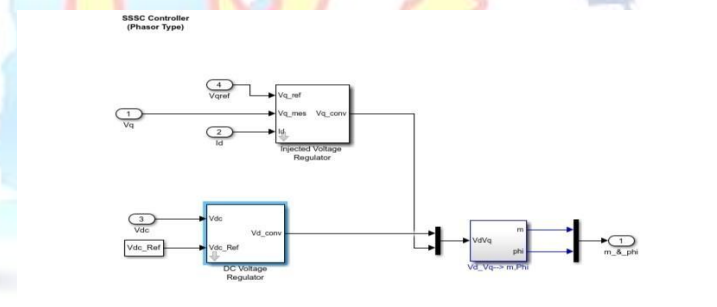 SSSC Controller
(Phasor Type)
4
Vqref
Vq_ref
1
Vq
Vq_mes Vq_conv
2
Id
Id
Injected Voltage
Regulator
3
Vdc
Vdc
Vd_conv
Vdc_Ref
Vdc_Ref
DC Voltage
Regulator
VdVq
m
phi
Vd_Vq--> m,Phi
1
m_&_phi